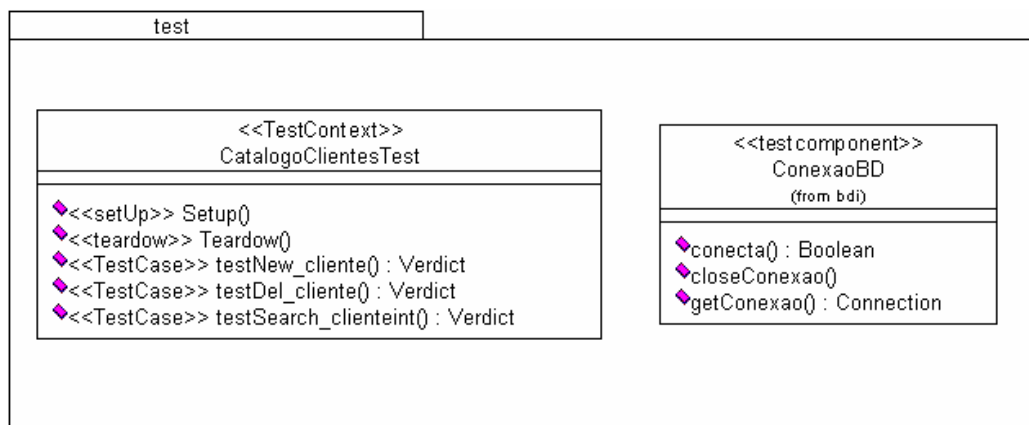 test
<<TestContext>>
CatalogoClientesTest
<<setUp>> Setup()
<<teardow>> Teardow()
<<TestCase>> testNew_cliente() : Verdict
<<TestCase>> testDel_cliente() : Verdict
<<TestCase>> testSearch_clienteint() : Verdict
<<testcomponent>>
ConexaoBD
(from bdi)
conecta() : Boolean
closeConexao()
getConexao() : Connection